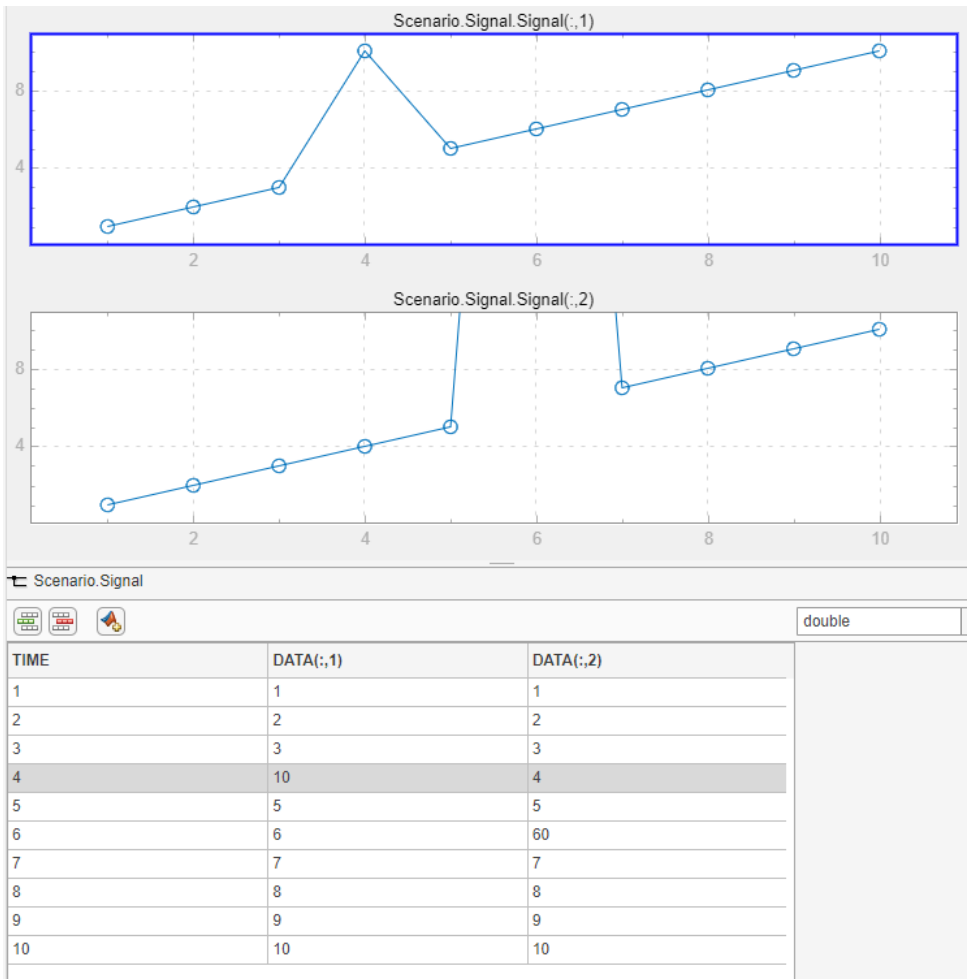 Scenario.Signal.Signal(:,1)
8
4
2 4 6 8 10
Scenario.Signal.Signal(:,2)
8
4
2 4 6 8 10
Scenario.Signal
double
TIME DATA(:,1) DATA(:,2)
1 1 1
2 2 2
3 3 3
4 10 4
5 5 5
6 6 60
7 7 7
8 8 8
9 9 9
10 10 10